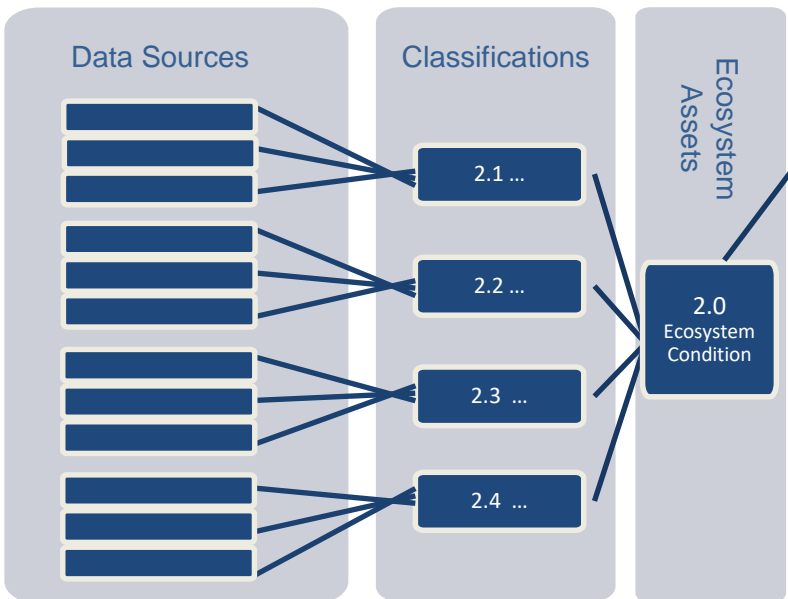 Data Sources
Classifications
Ecosystem
Assets
2.1 ...
2.2 ...
2.3 ...
2.4 ...
2.0
Ecosystem
Condition